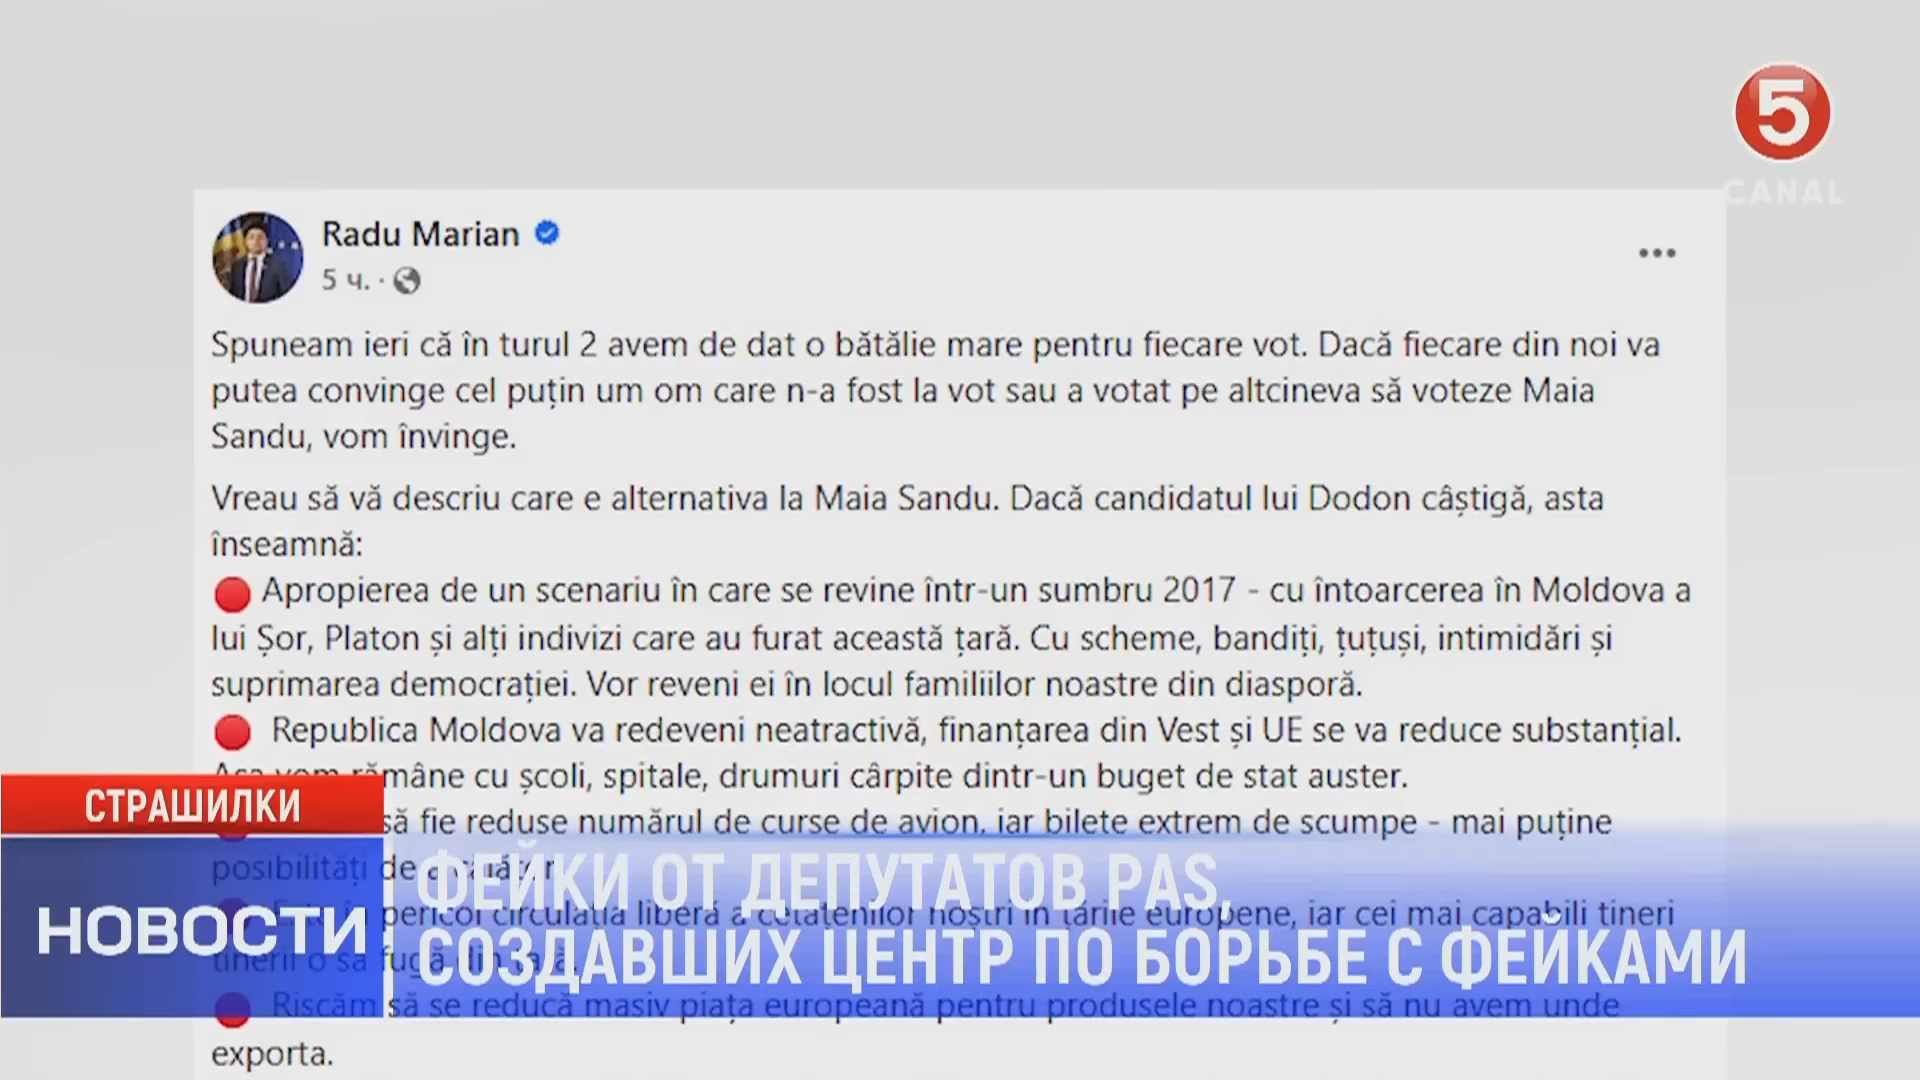 5
CANAL
Radu Marian
5 ч.
Spuneam ieri că în turul 2 avem de dat o bătălie mare pentru fiecare vot. Dacă fiecare din noi va
putea convinge cel puțin um om care n-a fost la vot sau a votat pe altcineva să voteze Maia
Sandu, vom învinge.
Vreau să vă descriu care e alternativa la Maia Sandu. Dacă candidatul lui Dodon câștigă, asta
înseamnă:
Apropierea de un scenariu în care se revine într-un sumbru 2017 - cu întoarcerea în Moldova a
lui Șor, Platon și alți indivizi care au furat această țară. Cu scheme, bandiți, țuțuși, intimidări și
suprimarea democrației. Vor reveni ei în locul familiilor noastre din diasporă.
Republica Moldova va redeveni neatractivă, finanțarea din Vest și UE se va reduce substanțial.
Așa vom rămâne cu școli, spitale, drumuri cârpite dintr-un buget de stat auster.
să fie reduse numărul de curse de avion, iar bilete extrem de scumpe - mai puține
posibilități de a călători
pericol circulația liberă a cetățenilor noștri în țările europene, iar cei mai capabili tineri
tinerii o să fugă din țară.
Riscăm să se reducă masiv piața europeană pentru produsele noastre și să nu avem unde
exporta.
СТРАШИЛКИ
НОВОСТИ
ФЕЙКИ ОТ ДЕПУТАТОВ PAS,
СОЗДАВШИХ ЦЕНТР ПО БОРЬБЕ С ФЕЙКАМИ